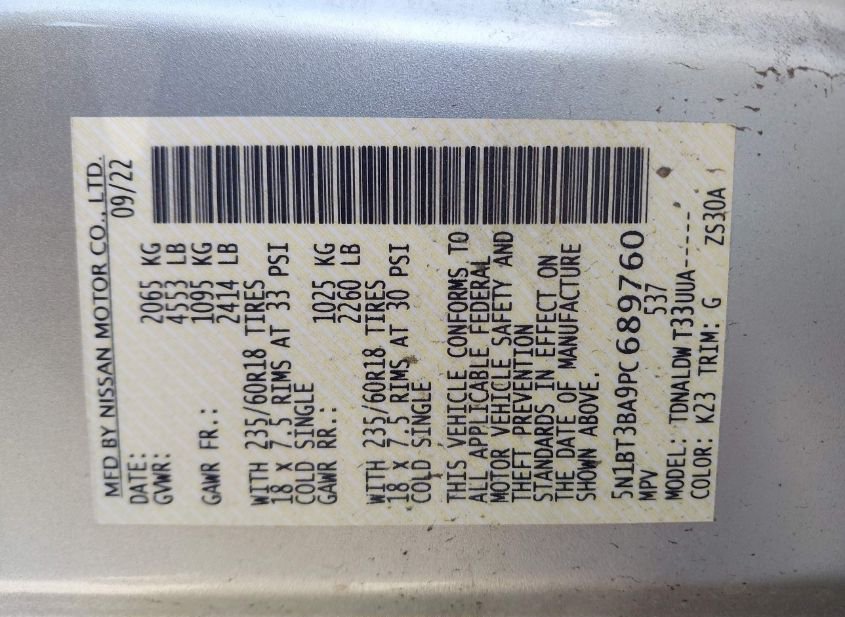 MFD BY NISSAN MOTOR CO., LTD.
DATE: 09/22
GVWR: 2065 KG
4553 LB
GAWR FR.: 1095 KG
2414 LB
WITH 235/60R18 TIRES
18 X 7.5 RIMS AT 33 PSI
COLD SINGLE
GAWR RR.: 1025 KG
2260 LB
WITH 235/60R18 TIRES
18 X 7.5 RIMS AT 30 PSI
COLD SINGLE
THIS VEHICLE CONFORMS TO
ALL APPLICABLE FEDERAL
MOTOR VEHICLE SAFETY AND
THEFT PREVENTION
STANDARDS IN EFFECT ON
THE DATE OF MANUFACTURE
SHOWN ABOVE.
5N1BT3BA9PC689760
MPV 537
MODEL: TDNALDWT33UUA-----
COLOR: K23 TRIM: G ZS30A